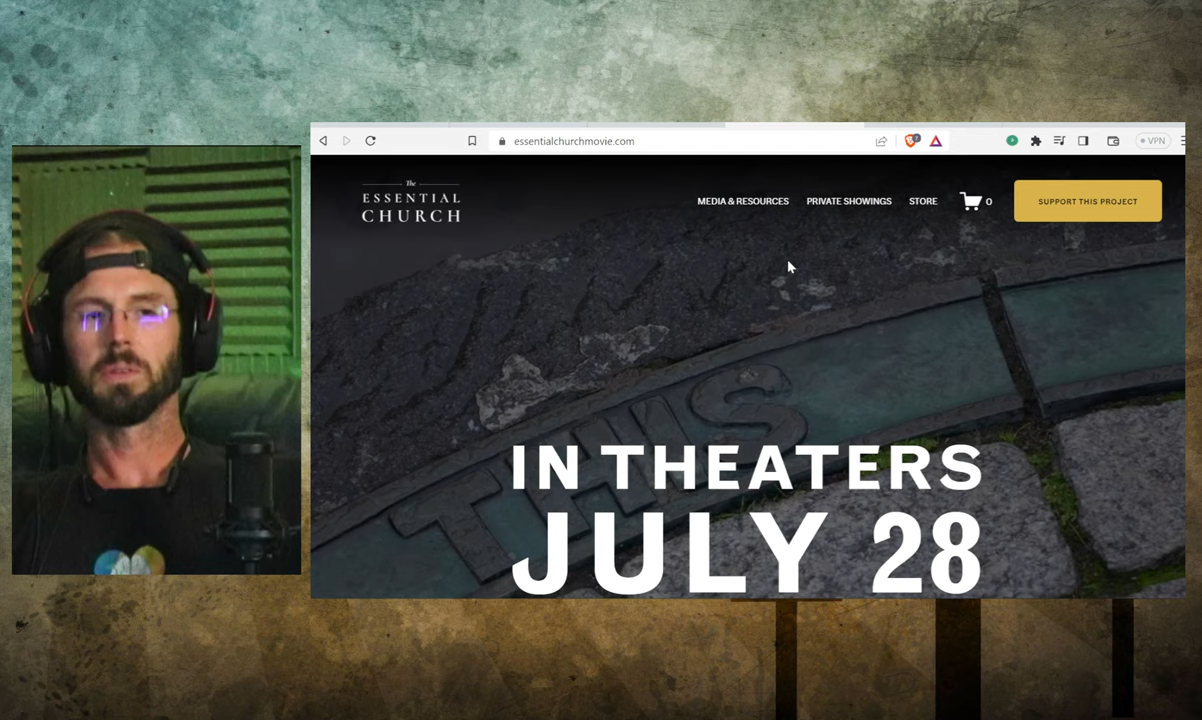 essentialchurchmovie.com
VPN
The
ESSENTIAL
CHURCH
MEDIA & RESOURCES
PRIVATE SHOWINGS
STORE
0
SUPPORT THIS PROJECT
THIS
IN THEATERS
JULY 28